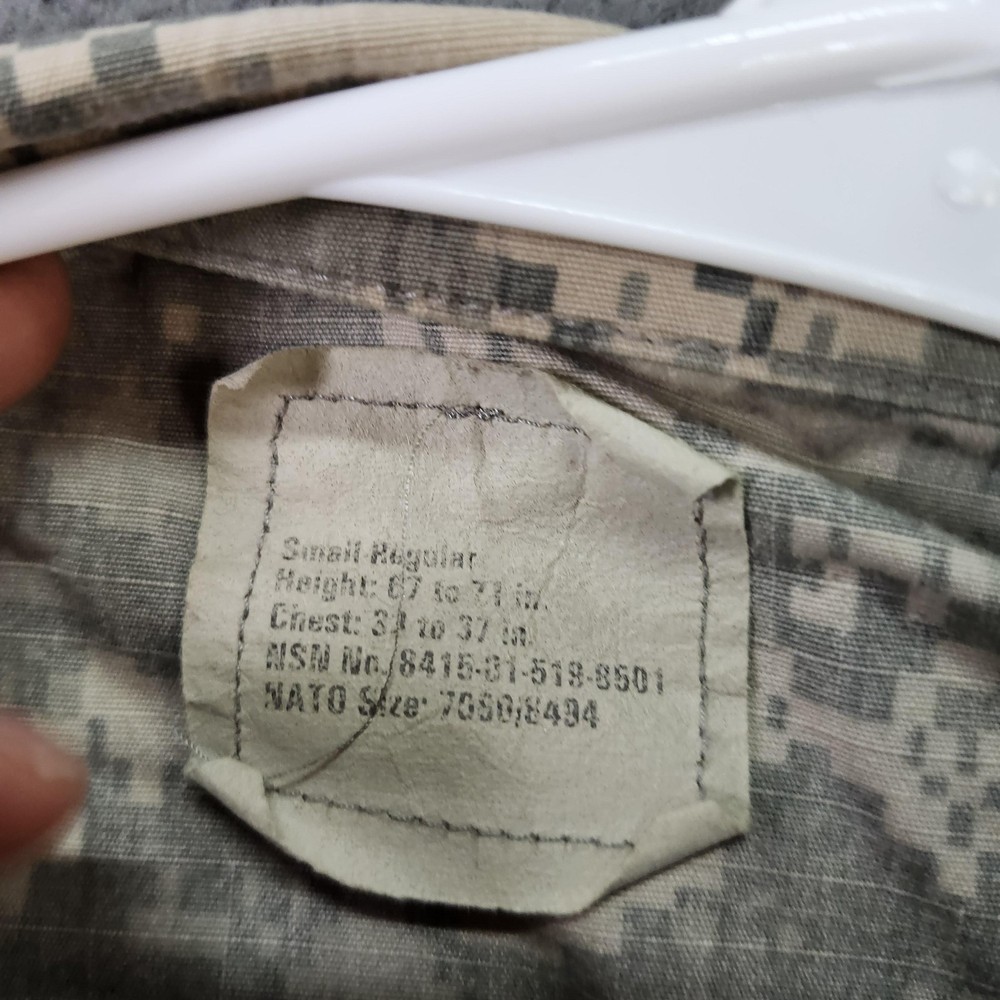 Small-Regular
Height: 67 to 71 in.
Chest: 33 to 37 in.
NSN No. 8415-01-519-8501
NATO Size: 7080/8494